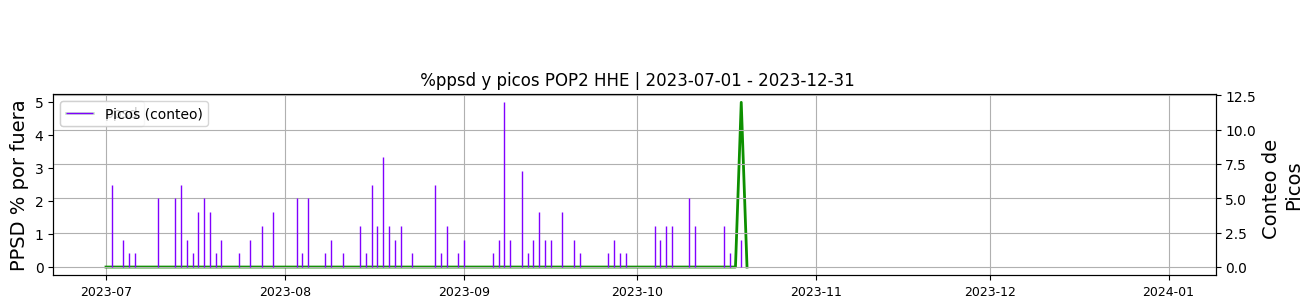 %ppsd y picos POP2 HHE | 2023-07-01 - 2023-12-31
PPSD % por fuera
5
4
3
2
1
0
Picos (conteo)
12.5
10.0
7.5
5.0
2.5
0.0
Conteo de
Picos
2023-07 2023-08 2023-09 2023-10 2023-11 2023-12 2024-01